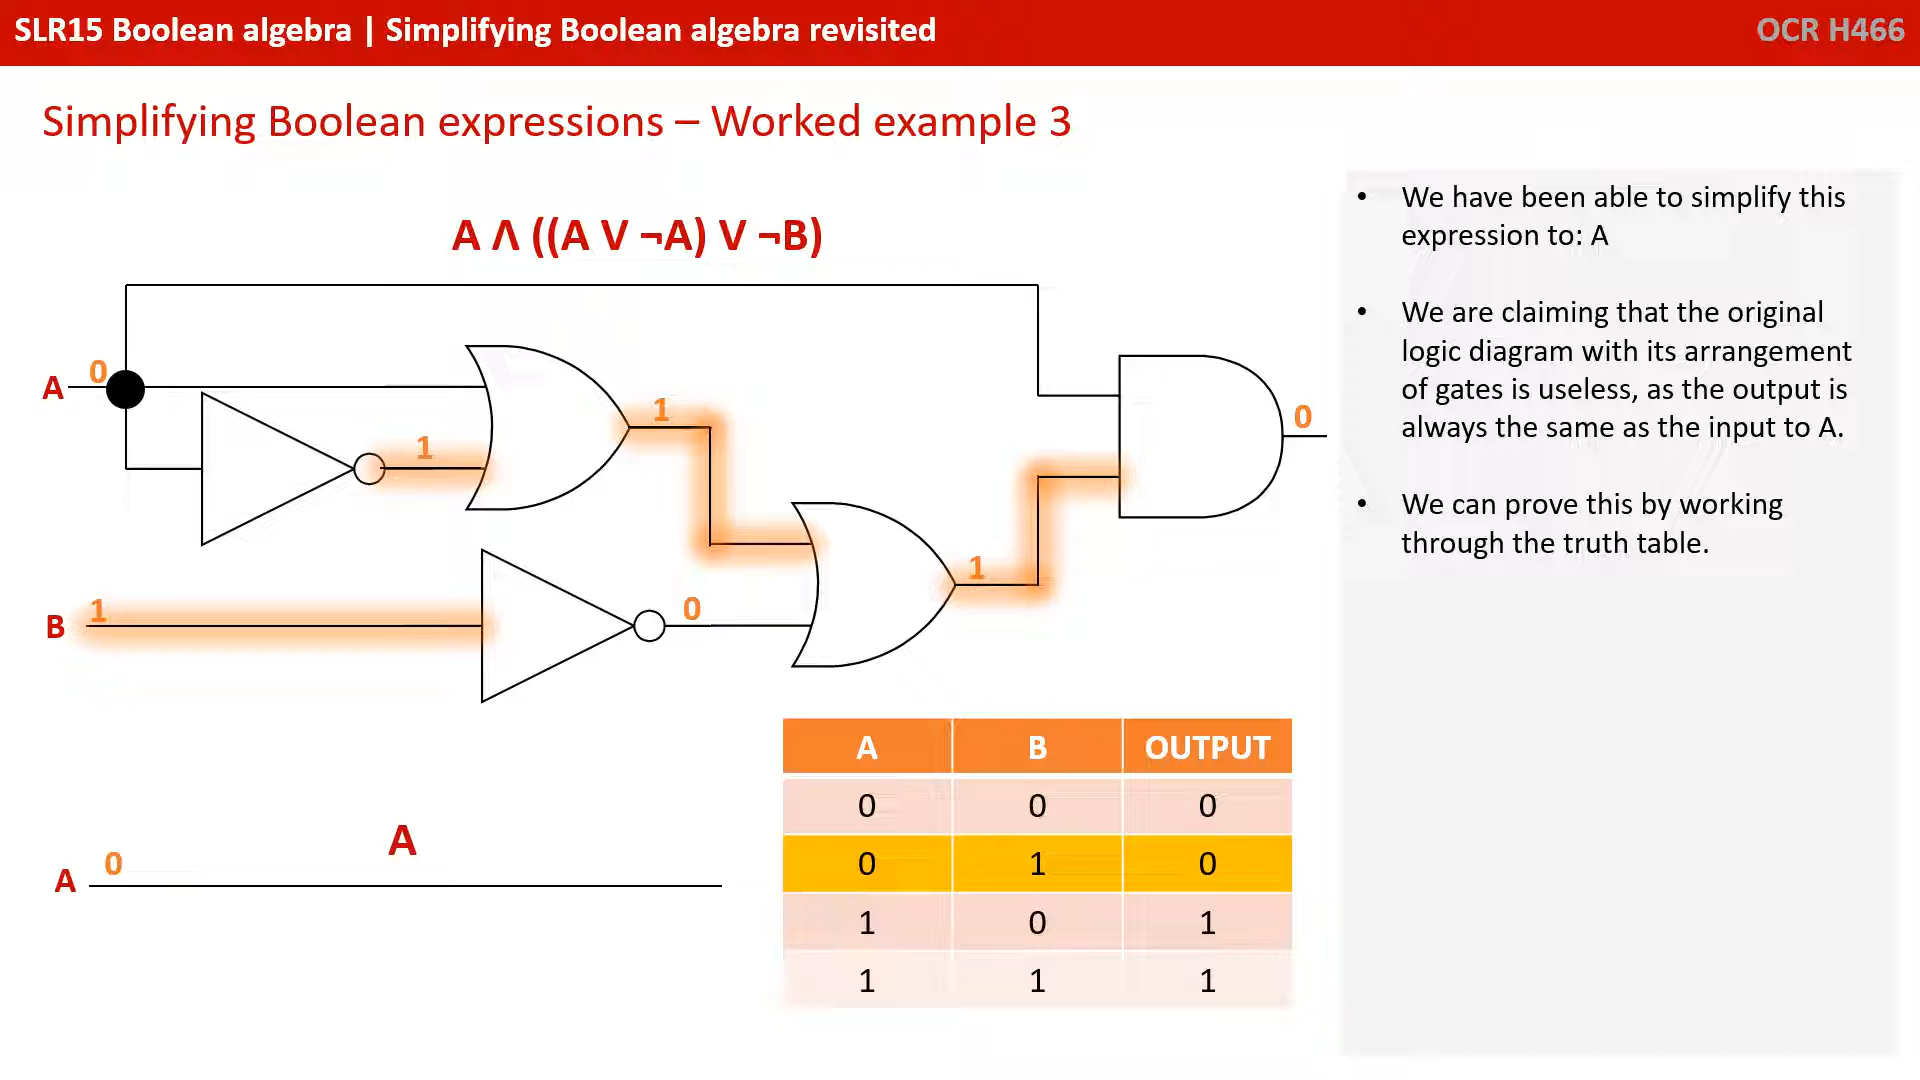 SLR15 Boolean algebra | Simplifying Boolean algebra revisited
OCR H466
Simplifying Boolean expressions – Worked example 3
A Λ ((A V ¬A) V ¬B)
A 0
1
1
B 1
0
1
0
A
A 0
A B OUTPUT
0 0 0
0 1 0
1 0 1
1 1 1
• We have been able to simplify this
expression to: A
• We are claiming that the original
logic diagram with its arrangement
of gates is useless, as the output is
always the same as the input to A.
• We can prove this by working
through the truth table.